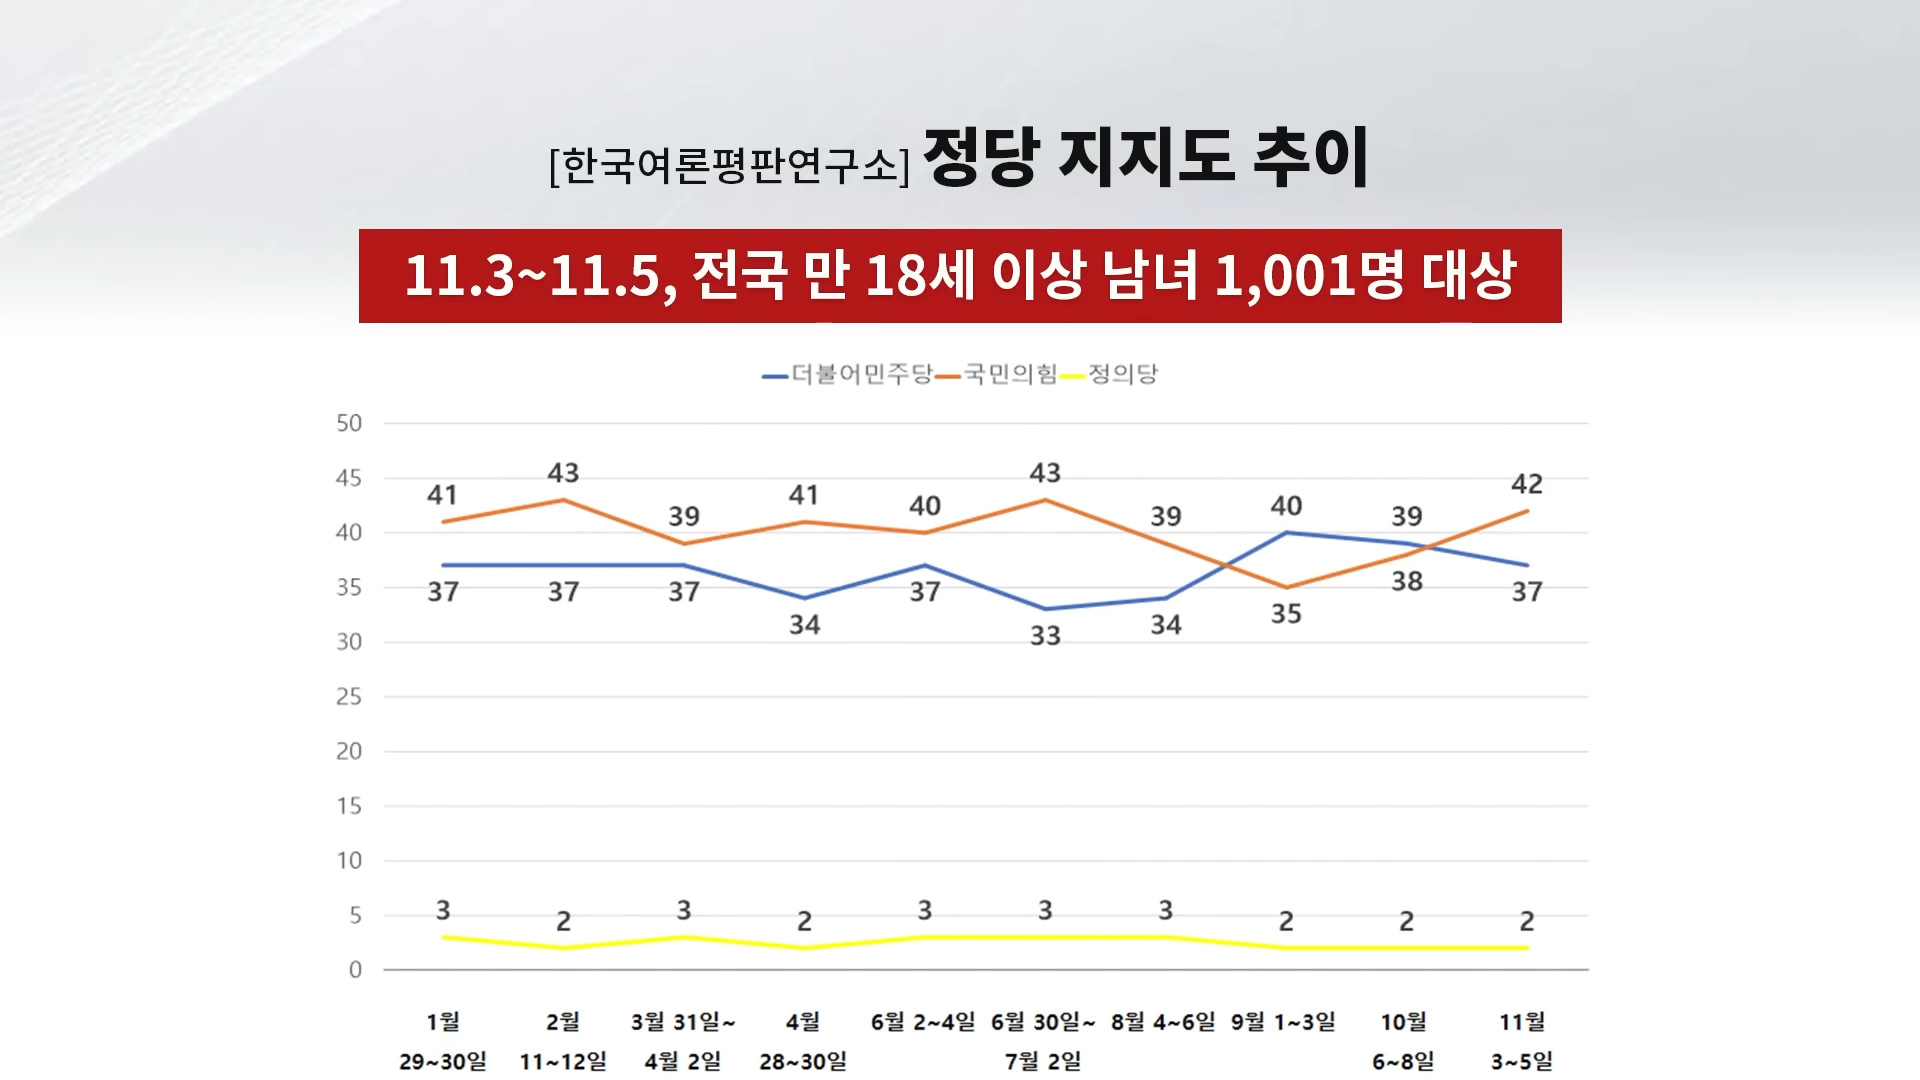 [한국여론평판연구소] 정당 지지도 추이
11.3~11.5, 전국 만 18세 이상 남녀 1,001명 대상
더불어민주당 국민의힘 정의당
50
45
40
35
30
25
20
15
10
5
0
41 43 39 41 40 43 39 40 39 42
37 37 37 34 37 33 34 35 38 37
3 2 3 2 3 3 3 2 2 2
1월 2월 3월 31일~ 4월 6월 2~4일 6월 30일~ 8월 4~6일 9월 1~3일 10월 11월
29~30일 11~12일 4월 2일 28~30일 7월 2일 6~8일 3~5일